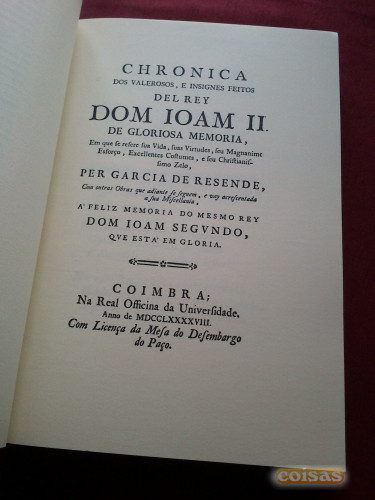 CHRONICA
DOS VALEROSOS, E INSIGNES FEITOS
DEL REY
DOM IOAM II.
DE GLORIOSA MEMORIA,
Em que ſe refere ſua Vida, ſuas Virtudes, ſeu Magnanimo
Esforço, Excellentes Coſtumes, e ſeu Chriſtianiſ-
ſimo Zelo,
PER GARCIA DE RESENDE,
Com outras Obras que adiante ſe ſeguem, e vay acreſentada
a ſua Miſcellania,
A' FELIZ MEMORIA DO MESMO REY
DOM IOAM SEGVNDO,
QVE ESTA' EM GLORIA.
COIMBRA;
Na Real Officina da Univerſidade.
Anno de MDCCLXXXXVIII.
Com Licença da Meſa do Deſembargo
do Paço.
coisas